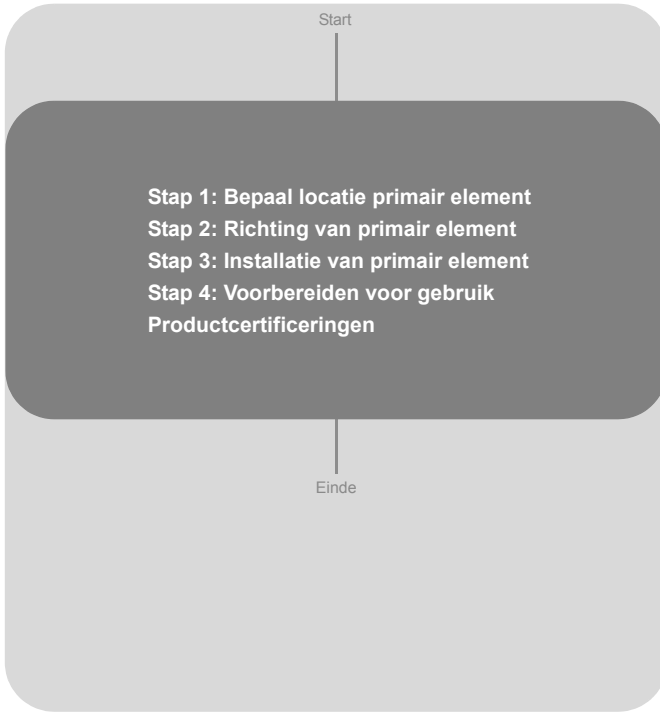 Start
Stap 1: Bepaal locatie primair element
Stap 2: Richting van primair element
Stap 3: Installatie van primair element
Stap 4: Voorbereiden voor gebruik
Productcertificeringen
Einde